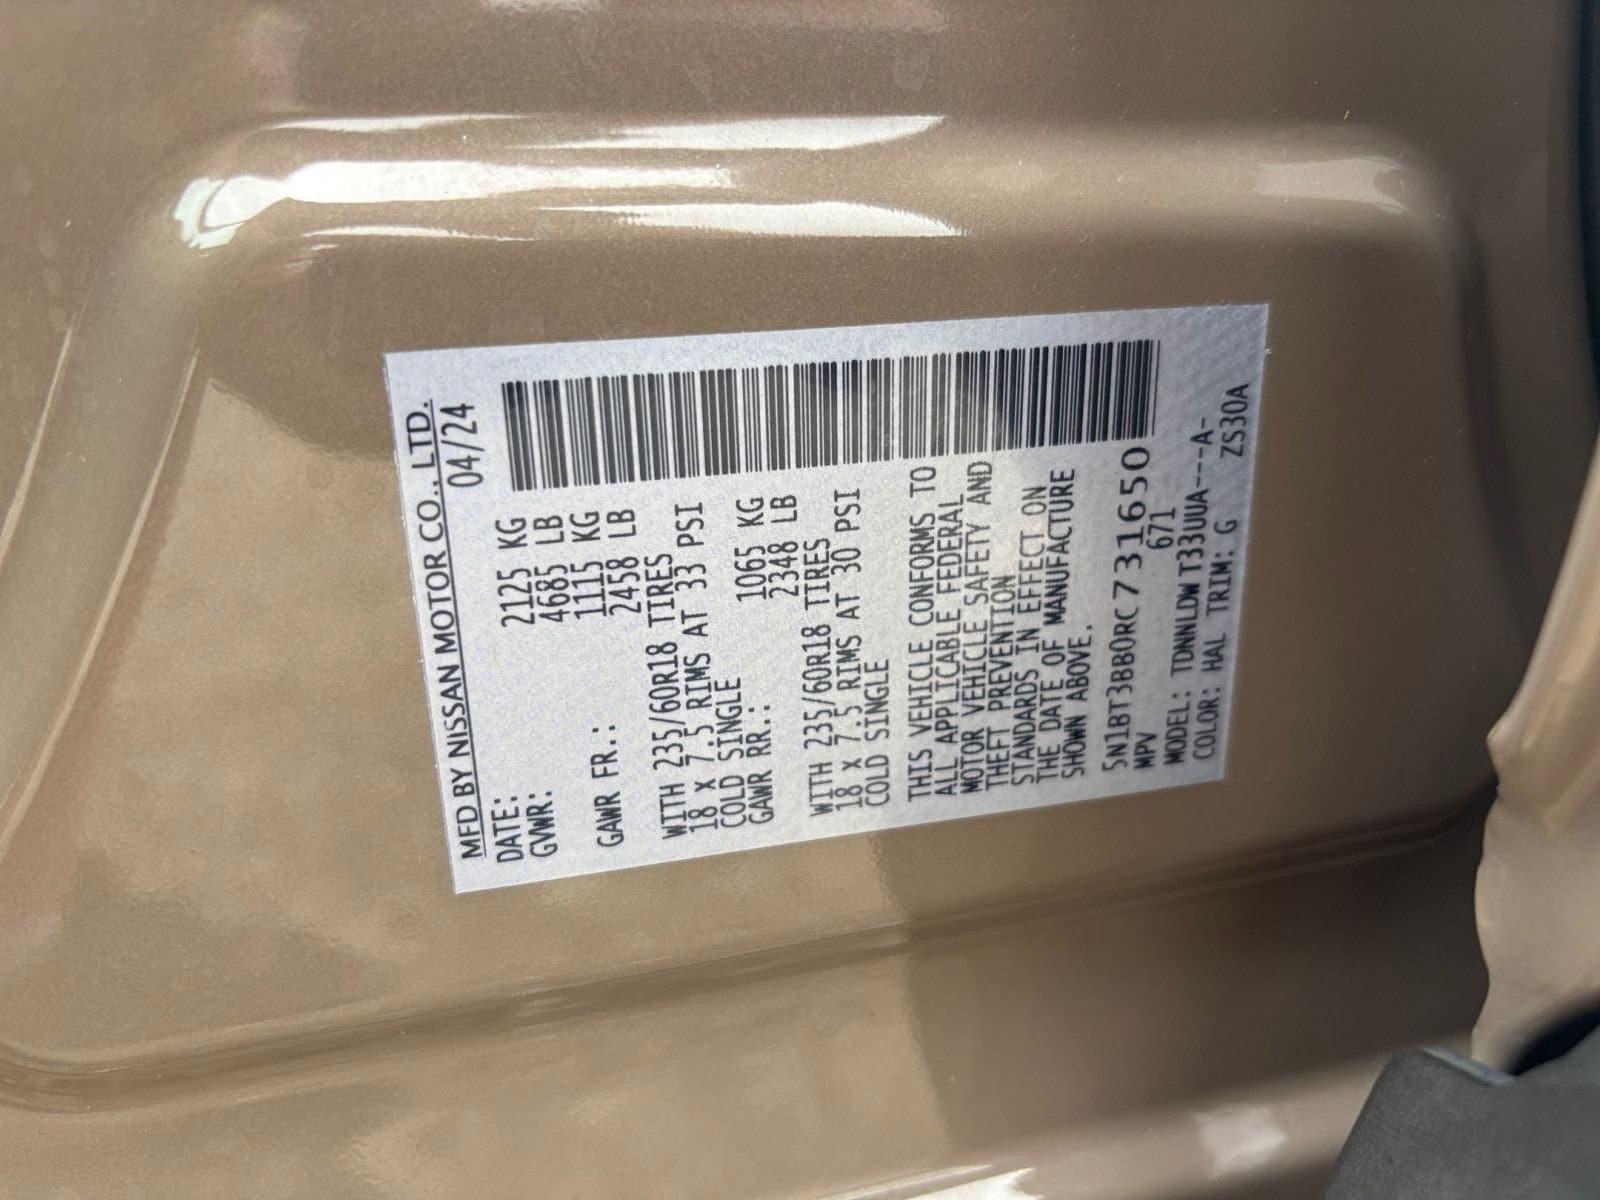 MFD BY NISSAN MOTOR CO., LTD.
DATE: 04/24
GVWR: 2125 KG
4685 LB
GAWR FR.: 1115 KG
2458 LB
WITH 235/60R18 TIRES
18 X 7.5 RIMS AT 33 PSI
COLD SINGLE
GAWR RR.: 1065 KG
2348 LB
WITH 235/60R18 TIRES
18 X 7.5 RIMS AT 30 PSI
COLD SINGLE
THIS VEHICLE CONFORMS TO
ALL APPLICABLE FEDERAL
MOTOR VEHICLE SAFETY AND
THEFT PREVENTION
STANDARDS IN EFFECT ON
THE DATE OF MANUFACTURE
SHOWN ABOVE.
5N1BT3BB0RC731650
MPV 671
MODEL: TDNNLDW T33UUA---A-
COLOR: HAL TRIM: G ZS30A